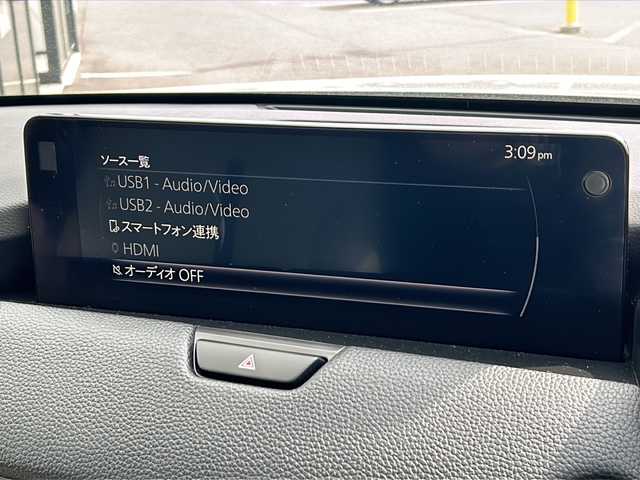 3:09pm
ソース一覧
USB1 - Audio/Video
USB2 - Audio/Video
スマートフォン連携
HDMI
オーディオ OFF